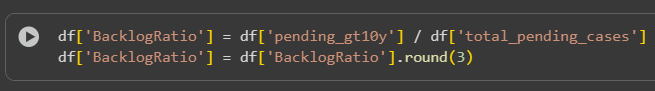 df['BacklogRatio'] = df['pending_gt10y'] / df['total_pending_cases']
df['BacklogRatio'] = df['BacklogRatio'].round(3)